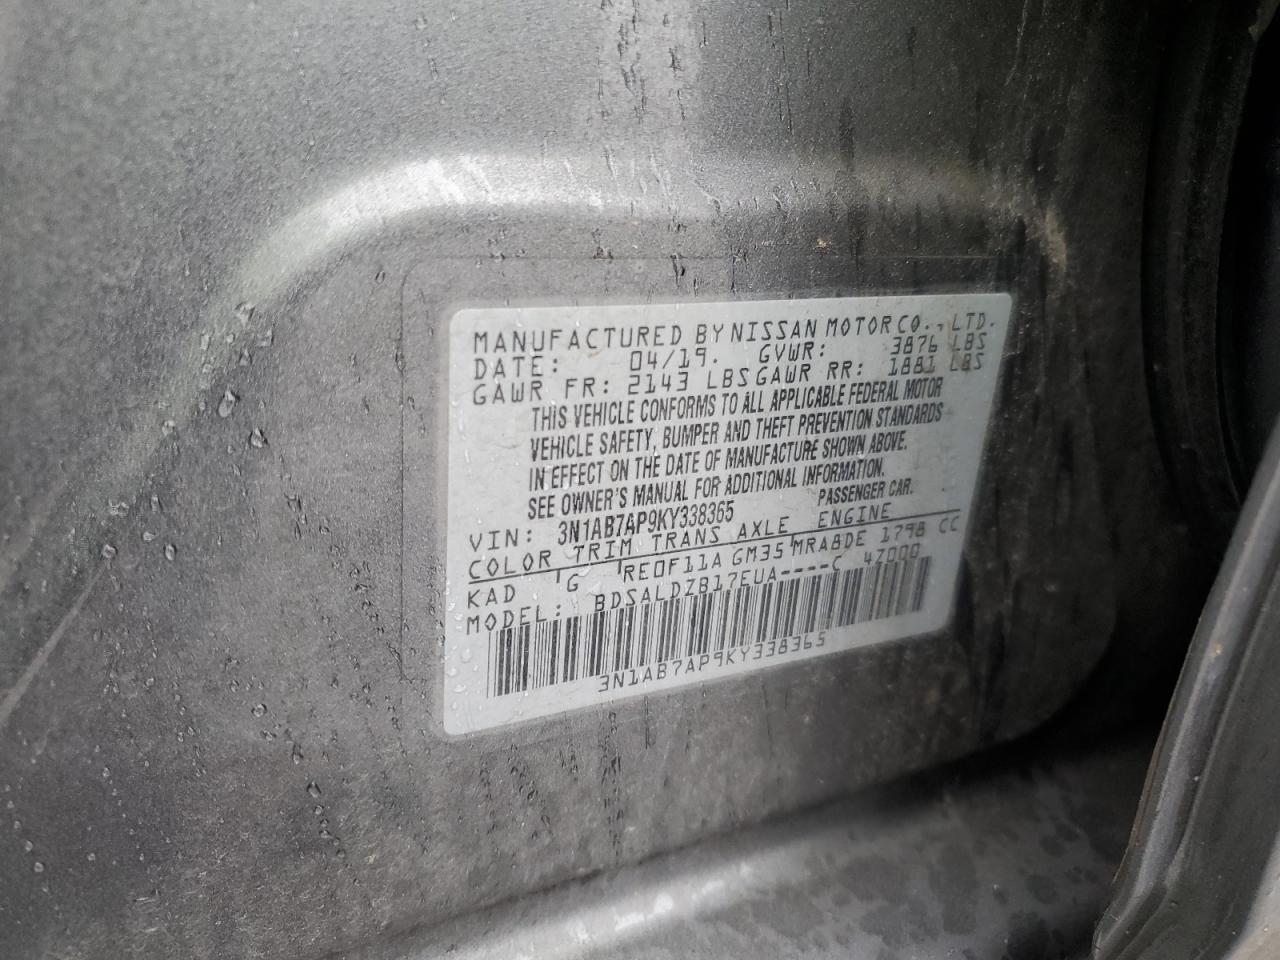 MANUFACTURED BY NISSAN MOTOR CO., LTD.
DATE: 04/19. GVWR: 3876 LBS
GAWR FR: 2143 LBS GAWR RR: 1881 LBS
THIS VEHICLE CONFORMS TO ALL APPLICABLE FEDERAL MOTOR
VEHICLE SAFETY, BUMPER AND THEFT PREVENTION STANDARDS
IN EFFECT ON THE DATE OF MANUFACTURE SHOWN ABOVE.
SEE OWNER'S MANUAL FOR ADDITIONAL INFORMATION.
VIN: 3N1AB7AP9KY338365 PASSENGER CAR.
COLOR TRIM TRANS AXLE ENGINE
KAD G RE0F11A GM35 MRA8DE 1798 CC
MODEL: BDSALDZB17EUA----C 4Z000
3N1AB7AP9KY338365